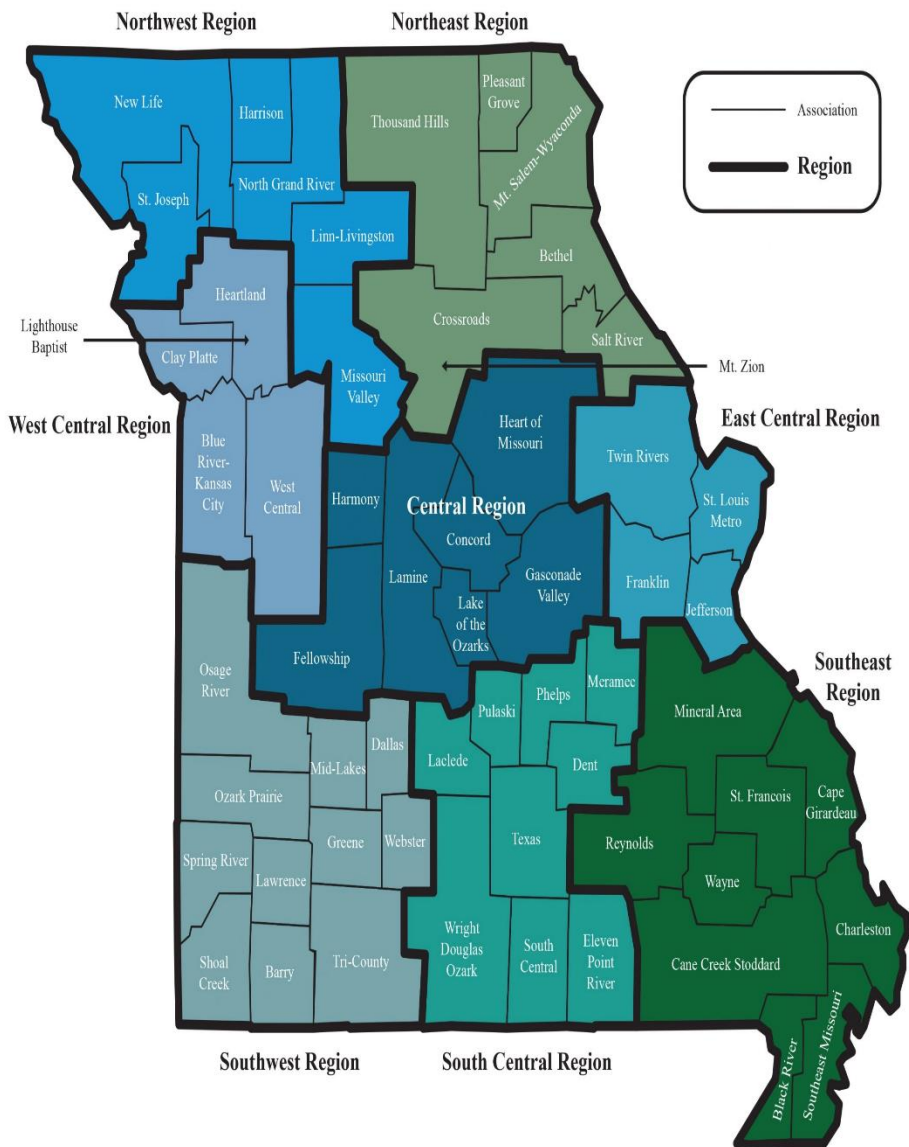 Northwest Region
Northeast Region
Association
Region
New Life
Harrison
Pleasant
Grove
Thousand Hills
Mt. Salem-Wyaconda
St. Joseph
North Grand River
Linn-Livingston
Bethel
Heartland
Crossroads
Lighthouse
Baptist
Clay Platte
Salt River
Mt. Zion
Missouri
Valley
West Central Region
East Central Region
Heart of
Missouri
Twin Rivers
Blue
River-
Kansas
City
West
Central
Harmony
Central Region
St. Louis
Metro
Concord
Lamine
Gasconade
Valley
Franklin
Jefferson
Lake
of the
Ozarks
Fellowship
Southeast
Region
Osage
River
Pulaski
Phelps
Meramec
Mineral Area
Dallas
Mid-Lakes
Laclede
Dent
St. Francois
Cape
Girardeau
Ozark Prairie
Greene
Webster
Texas
Reynolds
Spring River
Lawrence
Wayne
Charleston
Shoal
Creek
Barry
Tri-County
Wright
Douglas
Ozark
South
Central
Eleven
Point
River
Cane Creek Stoddard
Black River
Southeast Missouri
Southwest Region
South Central Region